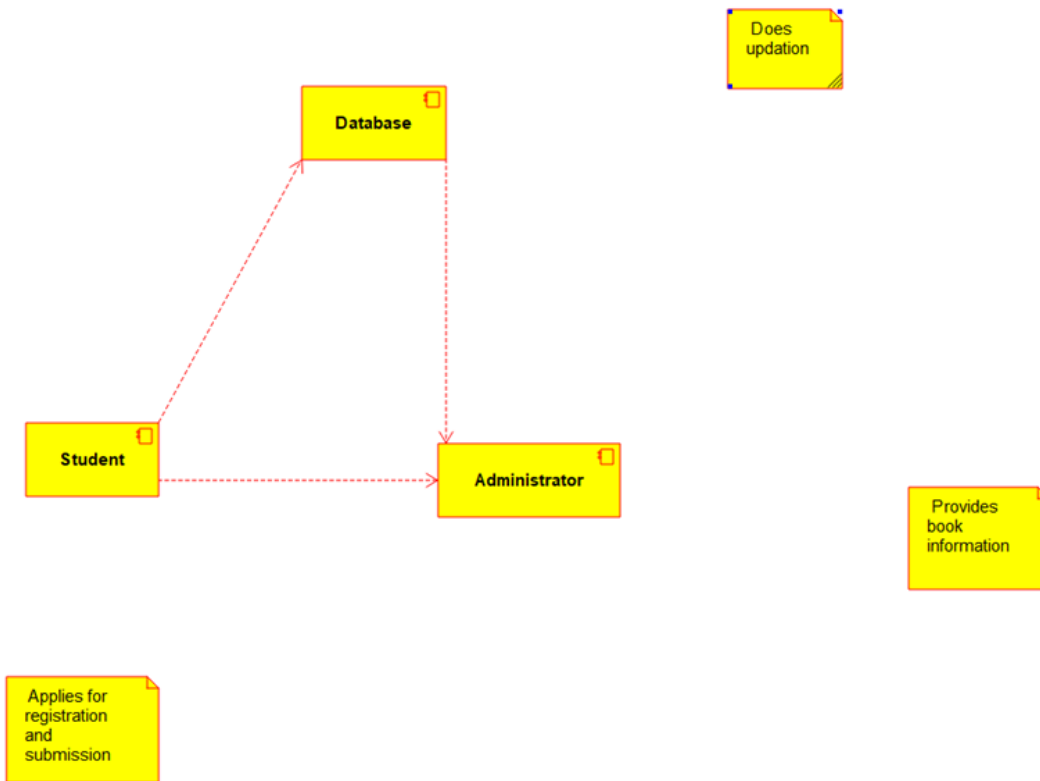 Does
updation
Database
Student
Administrator
Provides
book
information
Applies for
registration
and
submission